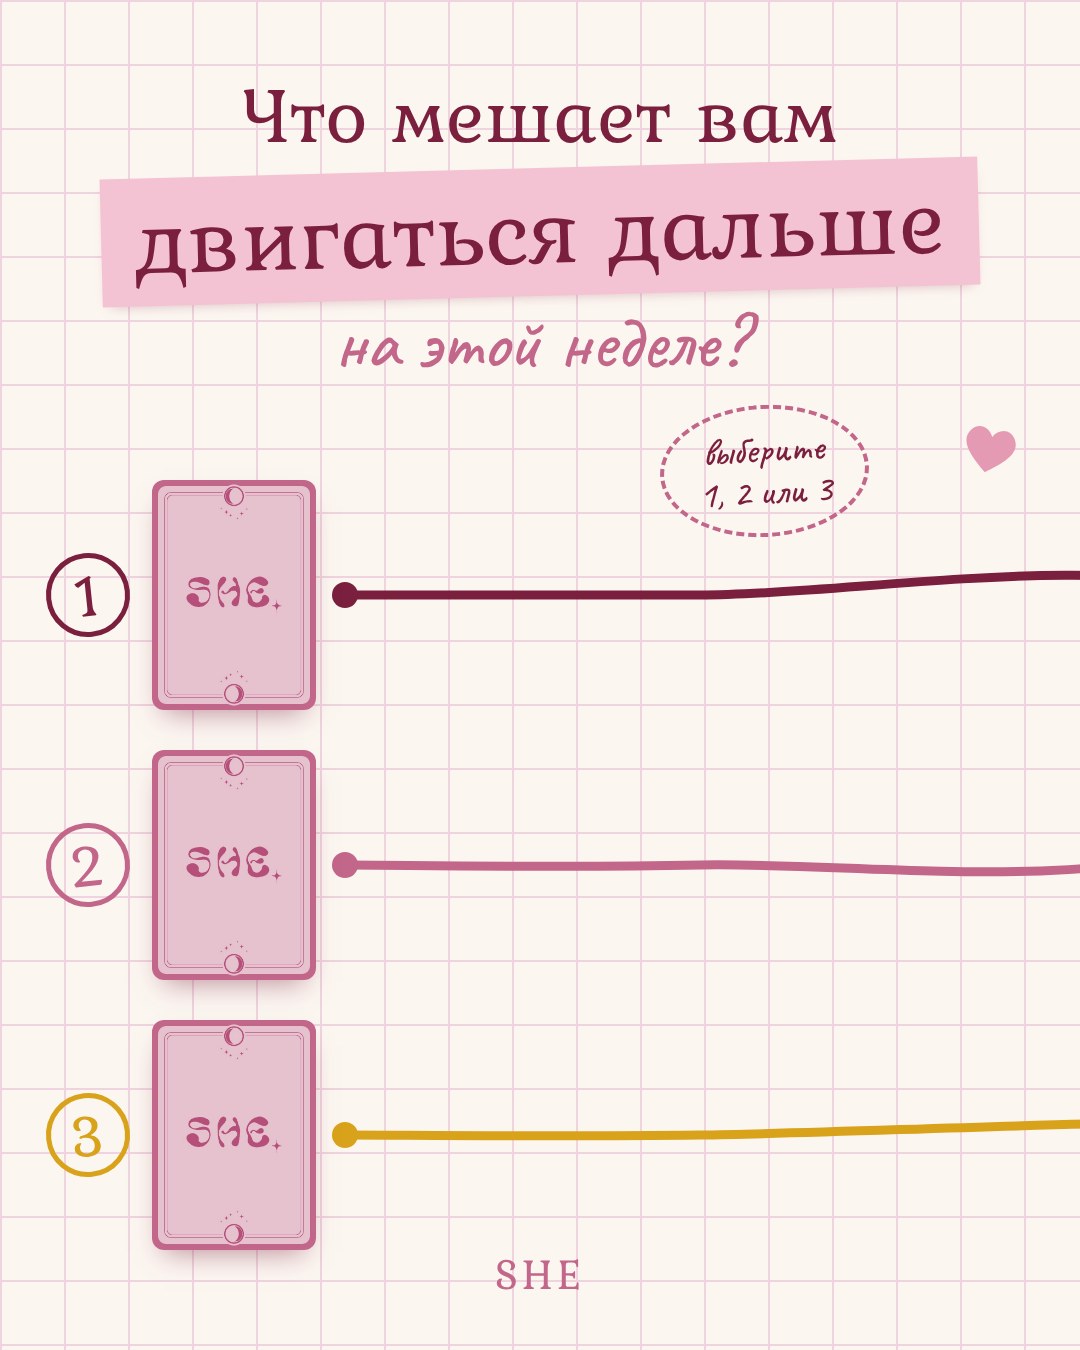 Что мешает вам
двигаться дальше
на этой неделе?
выберите
1, 2 или 3
1
SHE
2
SHE
3
SHE
SHE